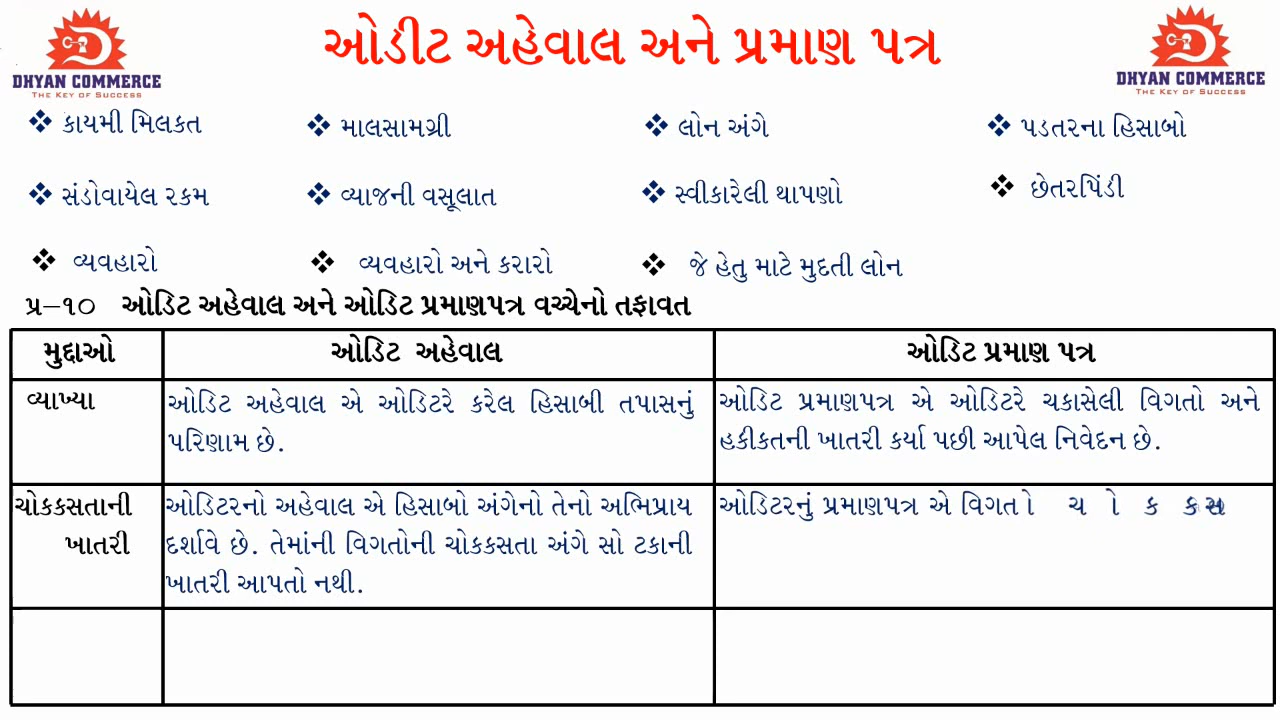 ઓડીટ અહેવાલ અને પ્રમાણ પત્ર
DHYAN COMMERCE
THE KEY OF SUCCESS
DHYAN COMMERCE
THE KEY OF SUCCESS
❖ કાયમી મિલકત ❖ માલસામગ્રી ❖ લોન અંગે ❖ પડતરના હિસાબો
❖ સંડોવાયેલ રકમ ❖ વ્યાજની વસૂલાત ❖ સ્વીકારેલી થાપણો ❖ છેતરપિંડી
❖ વ્યવહારો ❖ વ્યવહારો અને કરારો ❖ જે હેતુ માટે મુદતી લોન
પ્ર–૧૦ ઓડિટ અહેવાલ અને ઓડિટ પ્રમાણપત્ર વચ્ચેનો તફાવત
મુદ્દાઓ ઓડિટ અહેવાલ ઓડિટ પ્રમાણ પત્ર
વ્યાખ્યા
ઓડિટ અહેવાલ એ ઓડિટરે કરેલ હિસાબી તપાસનું
પરિણામ છે.
ઓડિટ પ્રમાણપત્ર એ ઓડિટરે ચકાસેલી વિગતો અને
હકીકતની ખાતરી કર્યા પછી આપેલ નિવેદન છે.
ચોકકસતાની
ખાતરી
ઓડિટરનો અહેવાલ એ હિસાબો અંગેનો તેનો અભિપ્રાય
દર્શાવે છે. તેમાંની વિગતોની ચોકકસતા અંગે સો ટકાની
ખાતરી આપતો નથી.
ઓડિટરનું પ્રમાણપત્ર એ વિગતો ચોકકસ